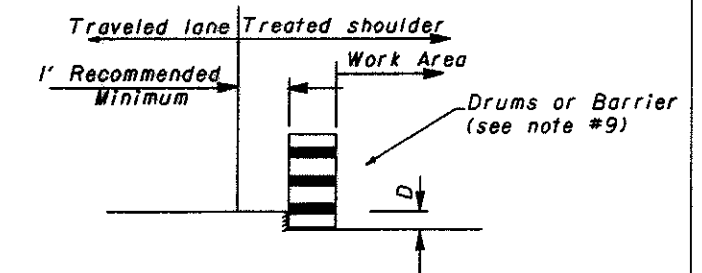 Traveled lane Treated shoulder
Work Area
1' Recommended
Minimum
Drums or Barrier
(see note #9)
D